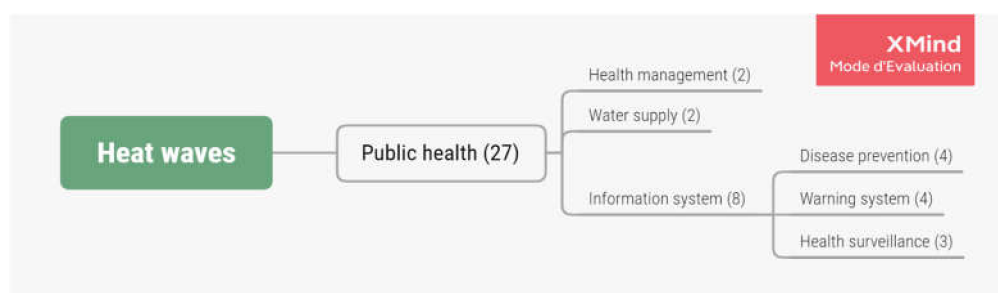 XMind
Mode d'Evaluation
Health management (2)
Water supply (2)
Heat waves
Public health (27)
Disease prevention (4)
Information system (8)
Warning system (4)
Health surveillance (3)